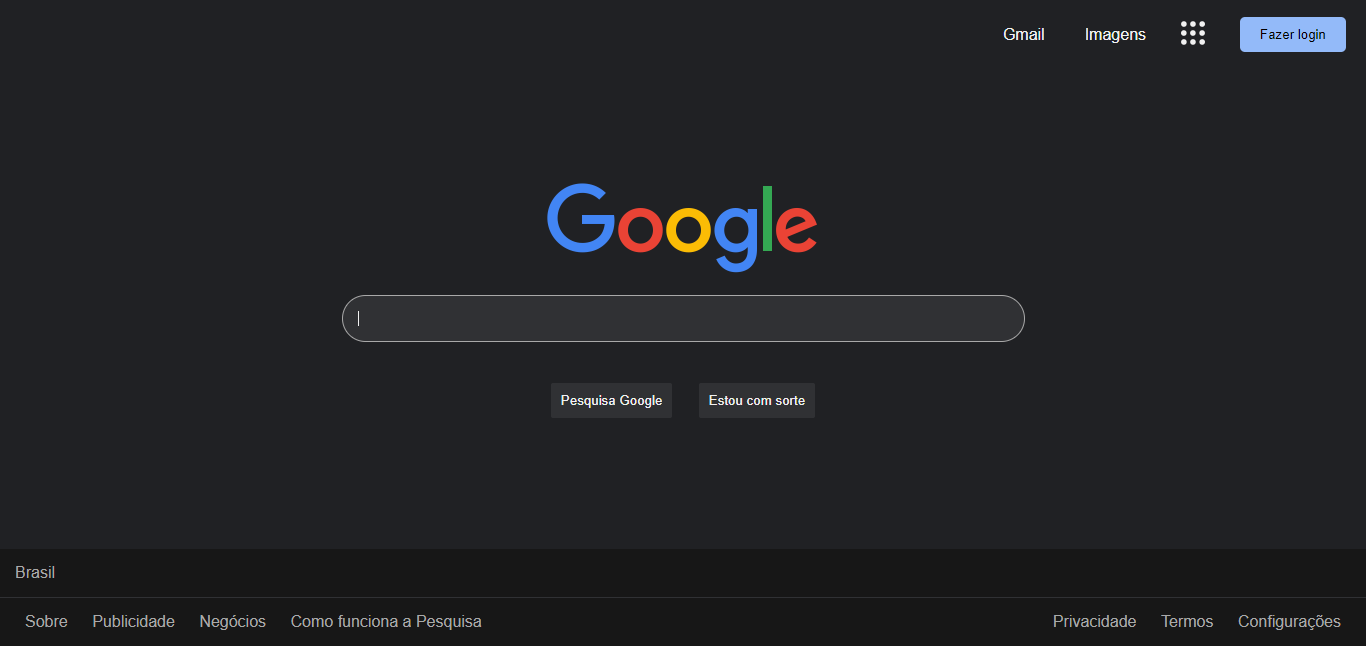 Gmail Imagens Fazer login
Google
Pesquisa Google Estou com sorte
Brasil
Sobre Publicidade Negócios Como funciona a Pesquisa Privacidade Termos Configurações